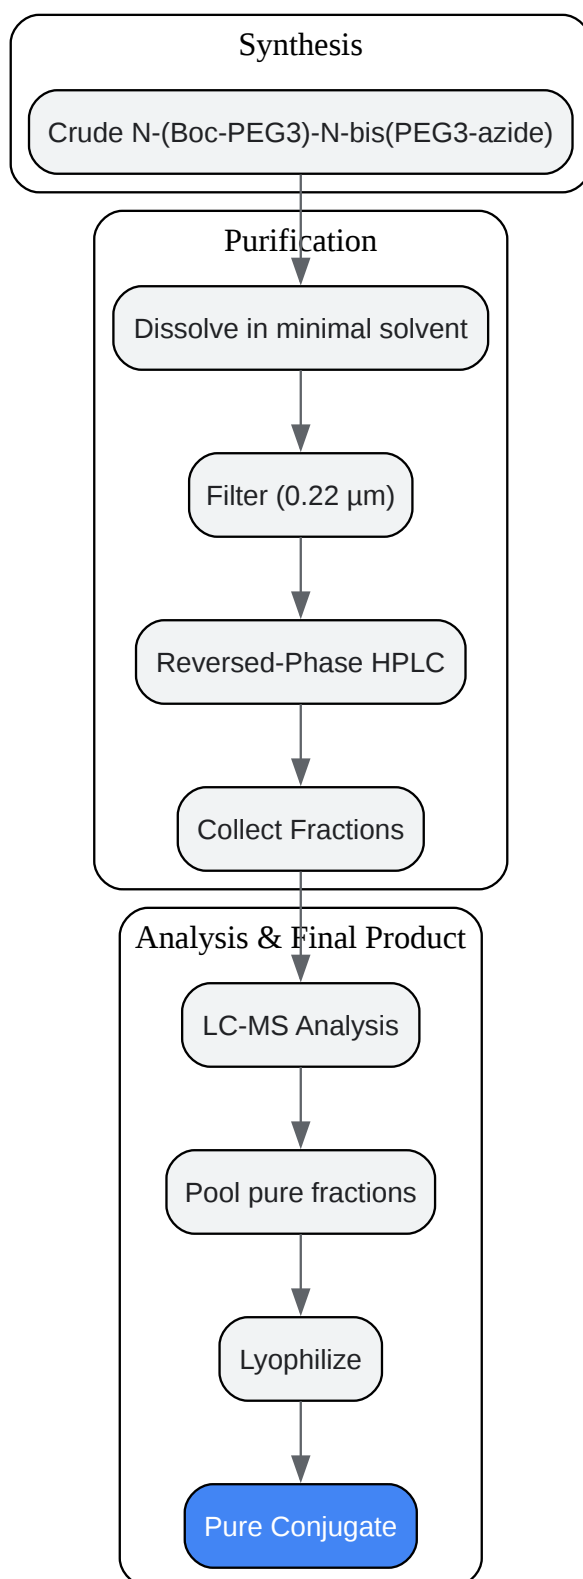 Synthesis
Crude N-(Boc-PEG3)-N-bis(PEG3-azide)
Purification
Dissolve in minimal solvent
Filter (0.22 µm)
Reversed-Phase HPLC
Collect Fractions
Analysis & Final Product
LC-MS Analysis
Pool pure fractions
Lyophilize
Pure Conjugate